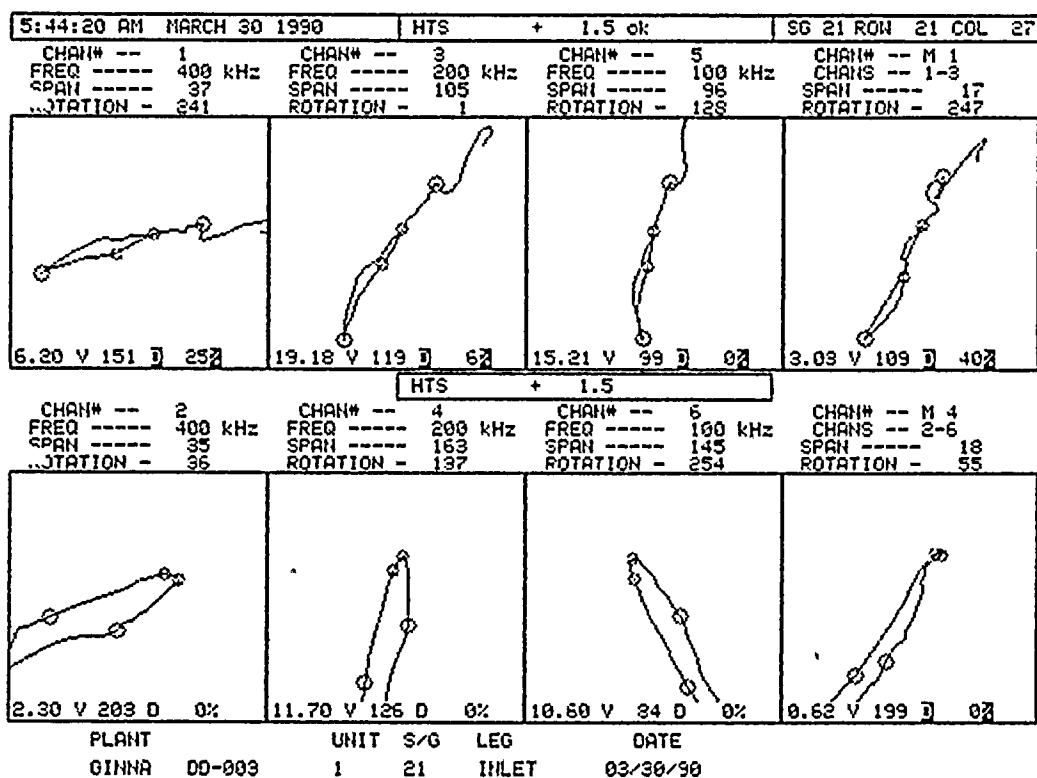 5:44:20 AM MARCH 30 1990 HTS + 1.5 ok SG 21 ROW 21 COL 27
CHAN# -- 1 CHAN# -- 3 CHAN# -- 5 CHAN# -- M 1
FREQ ----- 400 kHz FREQ ----- 200 kHz FREQ ----- 100 kHz CHANS -- 1-3
SPAN ----- 37 SPAN ----- 105 SPAN ----- 96 SPAN ----- 17
..OTATION - 241 ROTATION - 1 ROTATION - 128 ROTATION - 247
6.20 V 151 D 25% 19.18 V 119 D 6% 15.21 V 99 D 0% 3.03 V 109 D 40%
HTS + 1.5
CHAN# -- 2 CHAN# -- 4 CHAN# -- 6 CHAN# -- M 4
FREQ ----- 400 kHz FREQ ----- 200 kHz FREQ ----- 100 kHz CHANS -- 2-6
SPAN ----- 35 SPAN ----- 163 SPAN ----- 145 SPAN ----- 18
..OTATION - 36 ROTATION - 137 ROTATION - 254 ROTATION - 55
2.30 V 203 D 0% 11.70 V 126 D 0% 10.60 V 84 D 0% 0.62 V 199 D 0%
PLANT UNIT S/G LEG DATE
GINNA DD-003 1 21 INLET 03/30/90